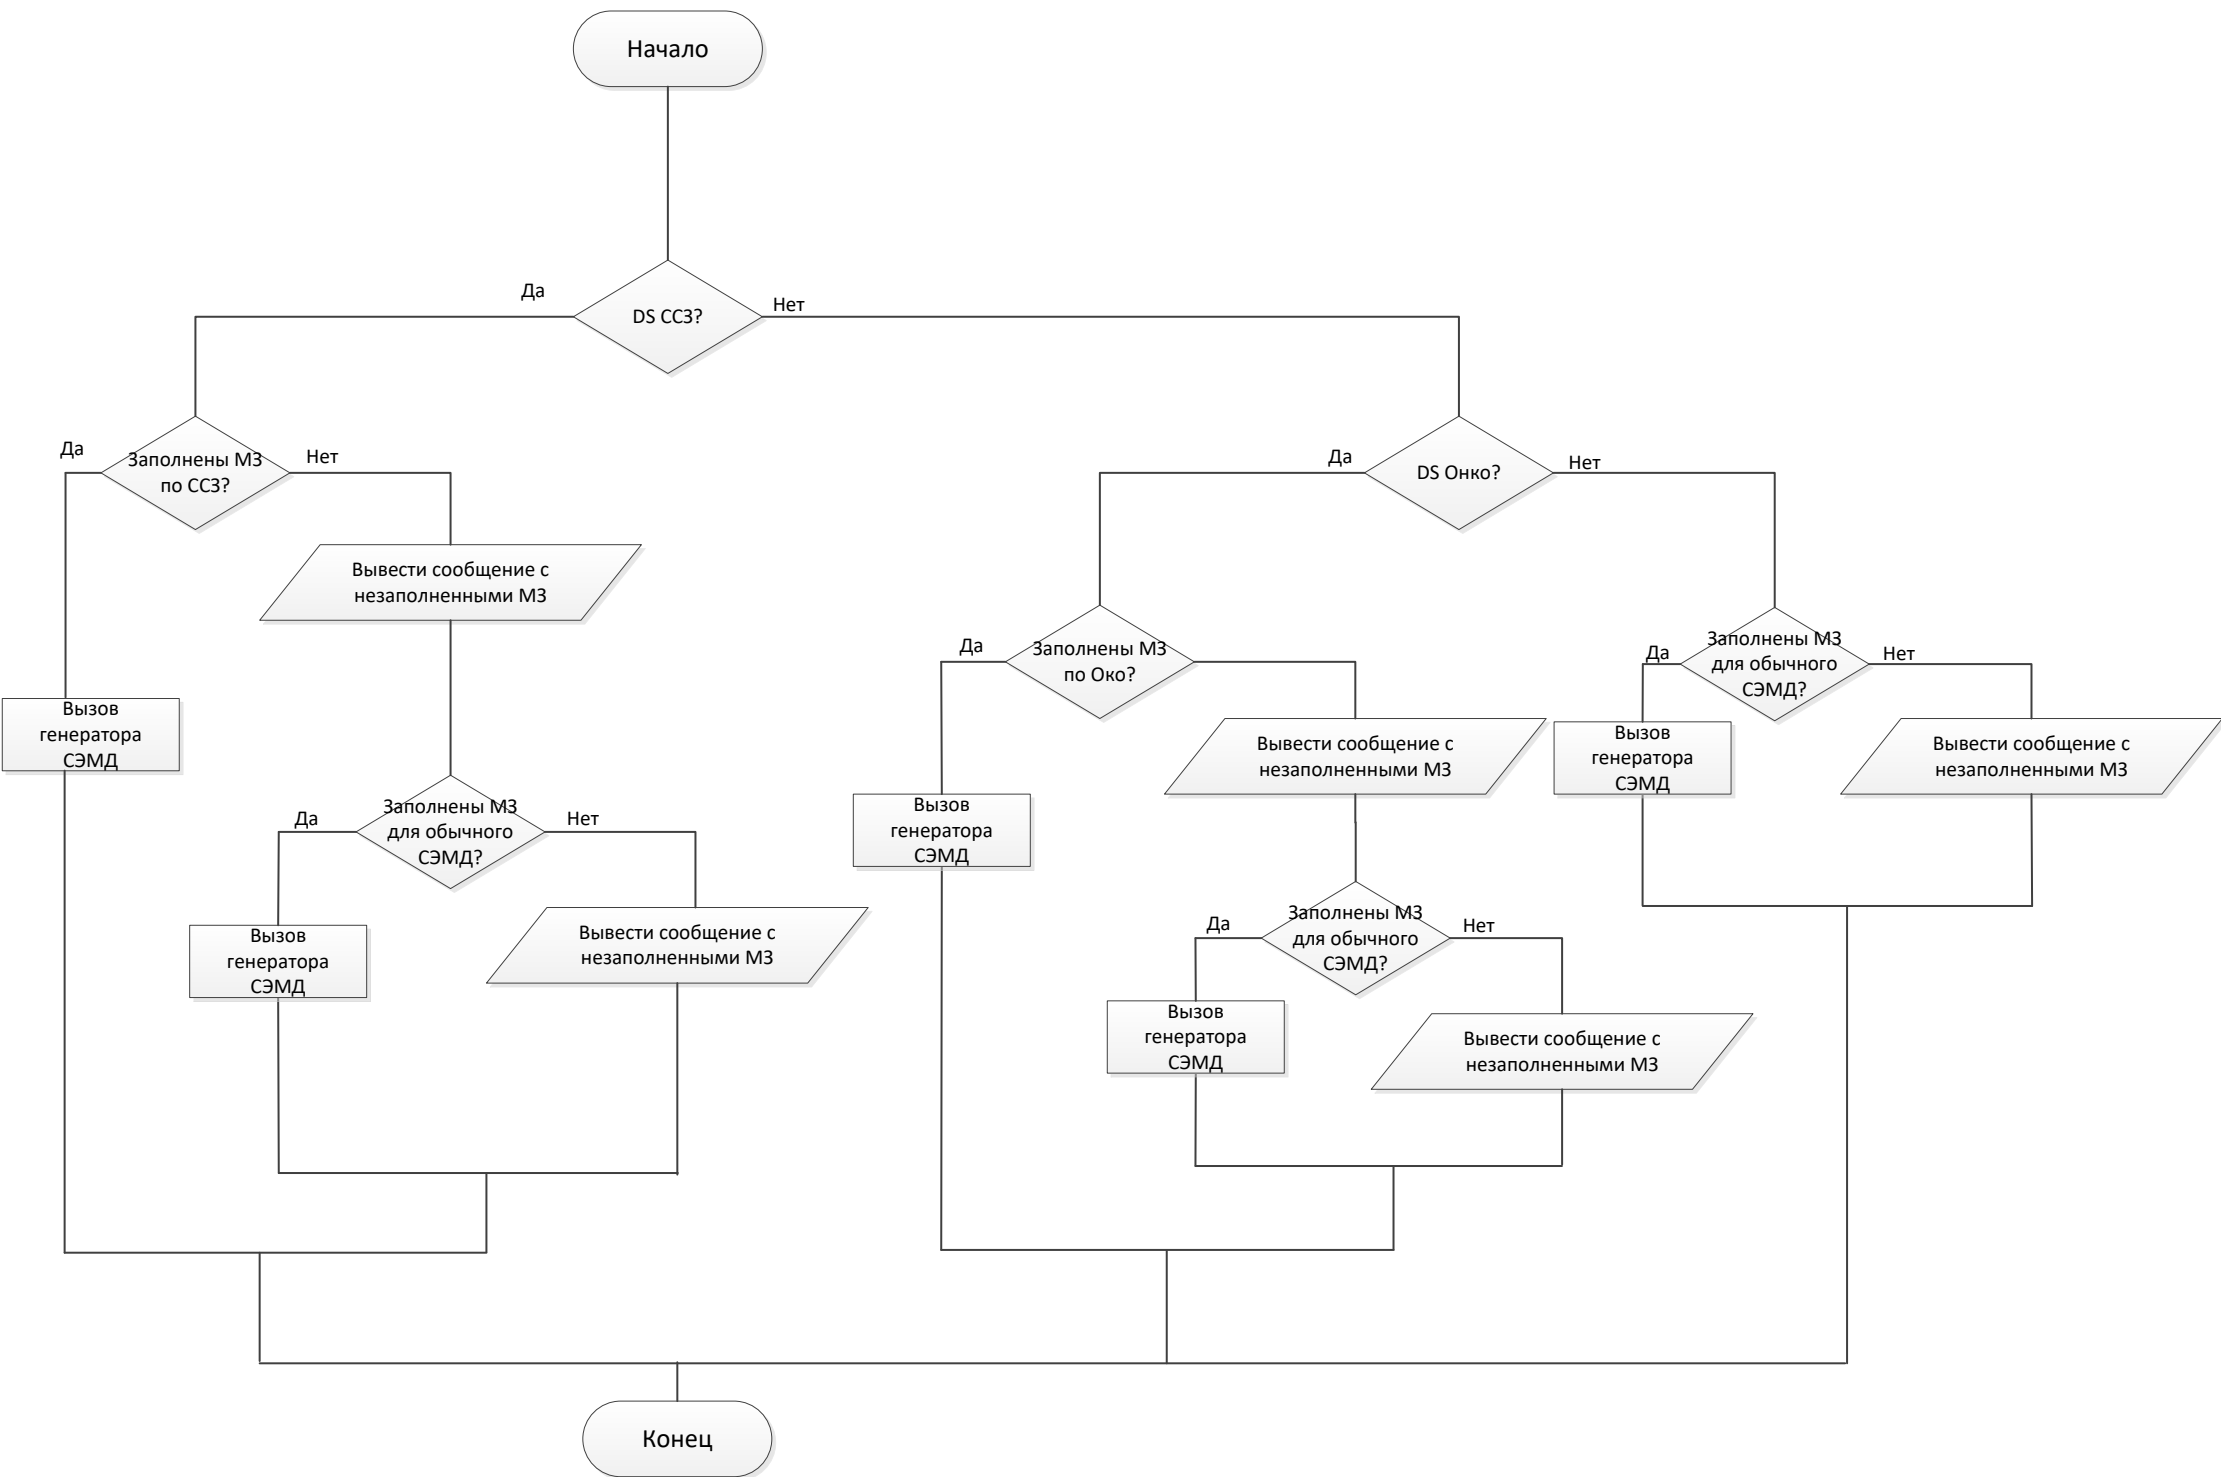 Начало
DS ССЗ?
Да
Нет
Заполнены МЗ
по ССЗ?
Да
Нет
DS Онко?
Да
Нет
Вывести сообщение с
незаполненными МЗ
Заполнены МЗ
по Око?
Да
Заполнены МЗ
для обычного
СЭМД?
Да
Нет
Вызов
генератора
СЭМД
Вывести сообщение с
незаполненными МЗ
Вызов
генератора
СЭМД
Вывести сообщение с
незаполненными МЗ
Заполнены МЗ
для обычного
СЭМД?
Да
Нет
Вызов
генератора
СЭМД
Заполнены МЗ
для обычного
СЭМД?
Да
Нет
Вызов
генератора
СЭМД
Вывести сообщение с
незаполненными МЗ
Вызов
генератора
СЭМД
Вывести сообщение с
незаполненными МЗ
Конец